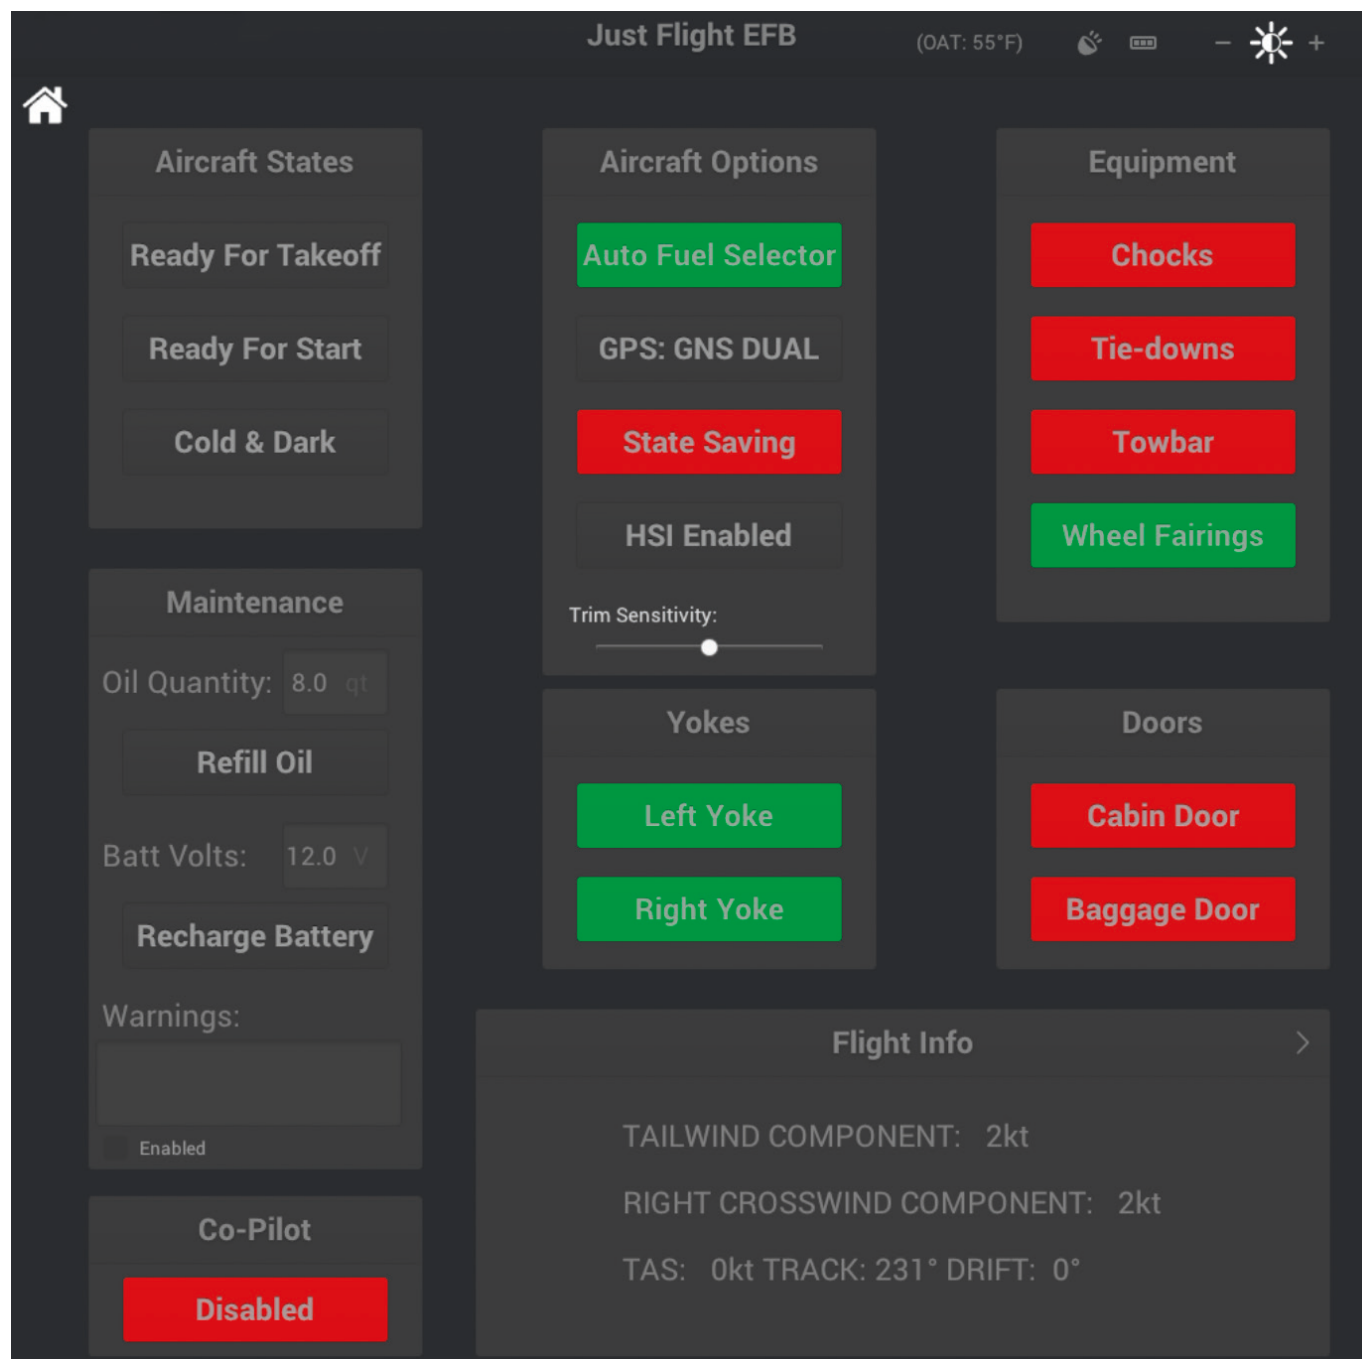 Just Flight EFB
(OAT: 55°F)
− +
Aircraft States
Ready For Takeoff
Ready For Start
Cold & Dark
Maintenance
Oil Quantity: 8.0 qt
Refill Oil
Batt Volts: 12.0 V
Recharge Battery
Warnings:
Enabled
Co-Pilot
Disabled
Aircraft Options
Auto Fuel Selector
GPS: GNS DUAL
State Saving
HSI Enabled
Trim Sensitivity:
Yokes
Left Yoke
Right Yoke
Equipment
Chocks
Tie-downs
Towbar
Wheel Fairings
Doors
Cabin Door
Baggage Door
Flight Info >
TAILWIND COMPONENT: 2kt
RIGHT CROSSWIND COMPONENT: 2kt
TAS: 0kt TRACK: 231° DRIFT: 0°